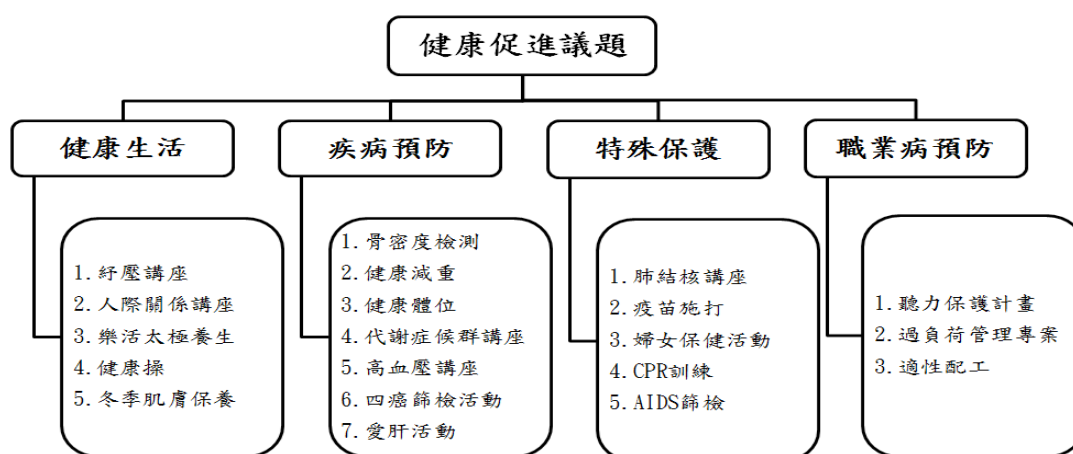 健康促進議題
健康生活
疾病預防
特殊保護
職業病預防
1. 紓壓講座
2. 人際關係講座
3. 樂活太極養生
4. 健康操
5. 冬季肌膚保養
1. 骨密度檢測
2. 健康減重
3. 健康體位
4. 代謝症候群講座
5. 高血壓講座
6. 四癌篩檢活動
7. 愛肝活動
1. 肺結核講座
2. 疫苗施打
3. 婦女保健活動
4. CPR訓練
5. AIDS篩檢
1. 聽力保護計畫
2. 過負荷管理專案
3. 適性配工